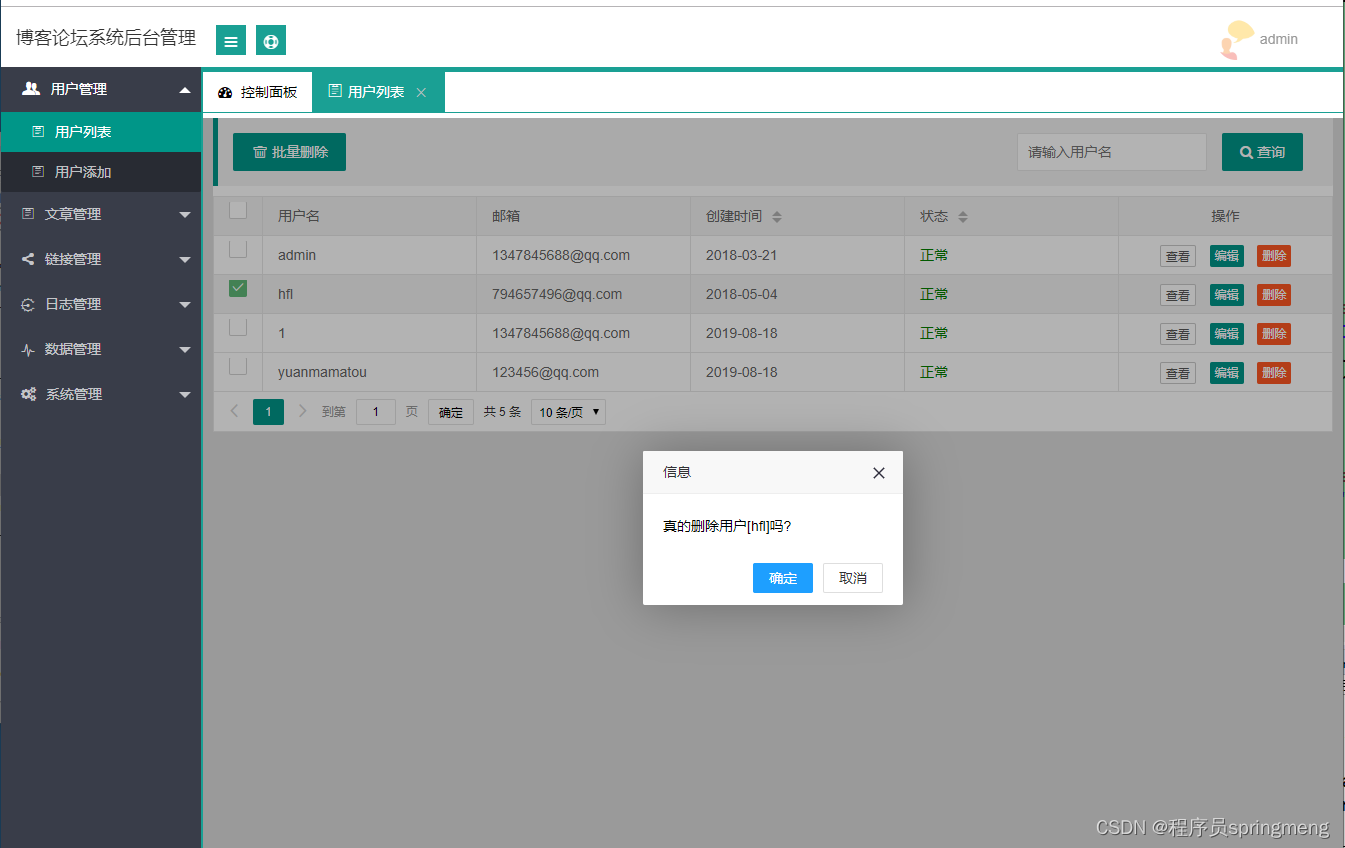 博客论坛系统后台管理
admin
用户管理
用户列表
用户添加
文章管理
链接管理
日志管理
数据管理
系统管理
控制面板 用户列表
批量删除 请输入用户名 查询
用户名 邮箱 创建时间 状态 操作
admin 1347845688@qq.com 2018-03-21 正常 查看 编辑 删除
hfl 794657496@qq.com 2018-05-04 正常 查看 编辑 删除
1 1347845688@qq.com 2019-08-18 正常 查看 编辑 删除
yuanmamatou 123456@qq.com 2019-08-18 正常 查看 编辑 删除
1 到第 1 页 确定 共 5 条 10 条/页
信息
真的删除用户[hfl]吗?
确定 取消
CSDN @程序员springmeng